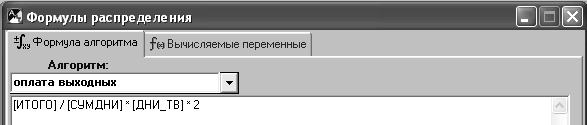 Формулы распределения
Формула алгоритма
Вычисляемые переменные
Алгоритм:
оплата выходных
[ИТОГО] / [СУМДНИ] * [ДНИ_ТВ] * 2